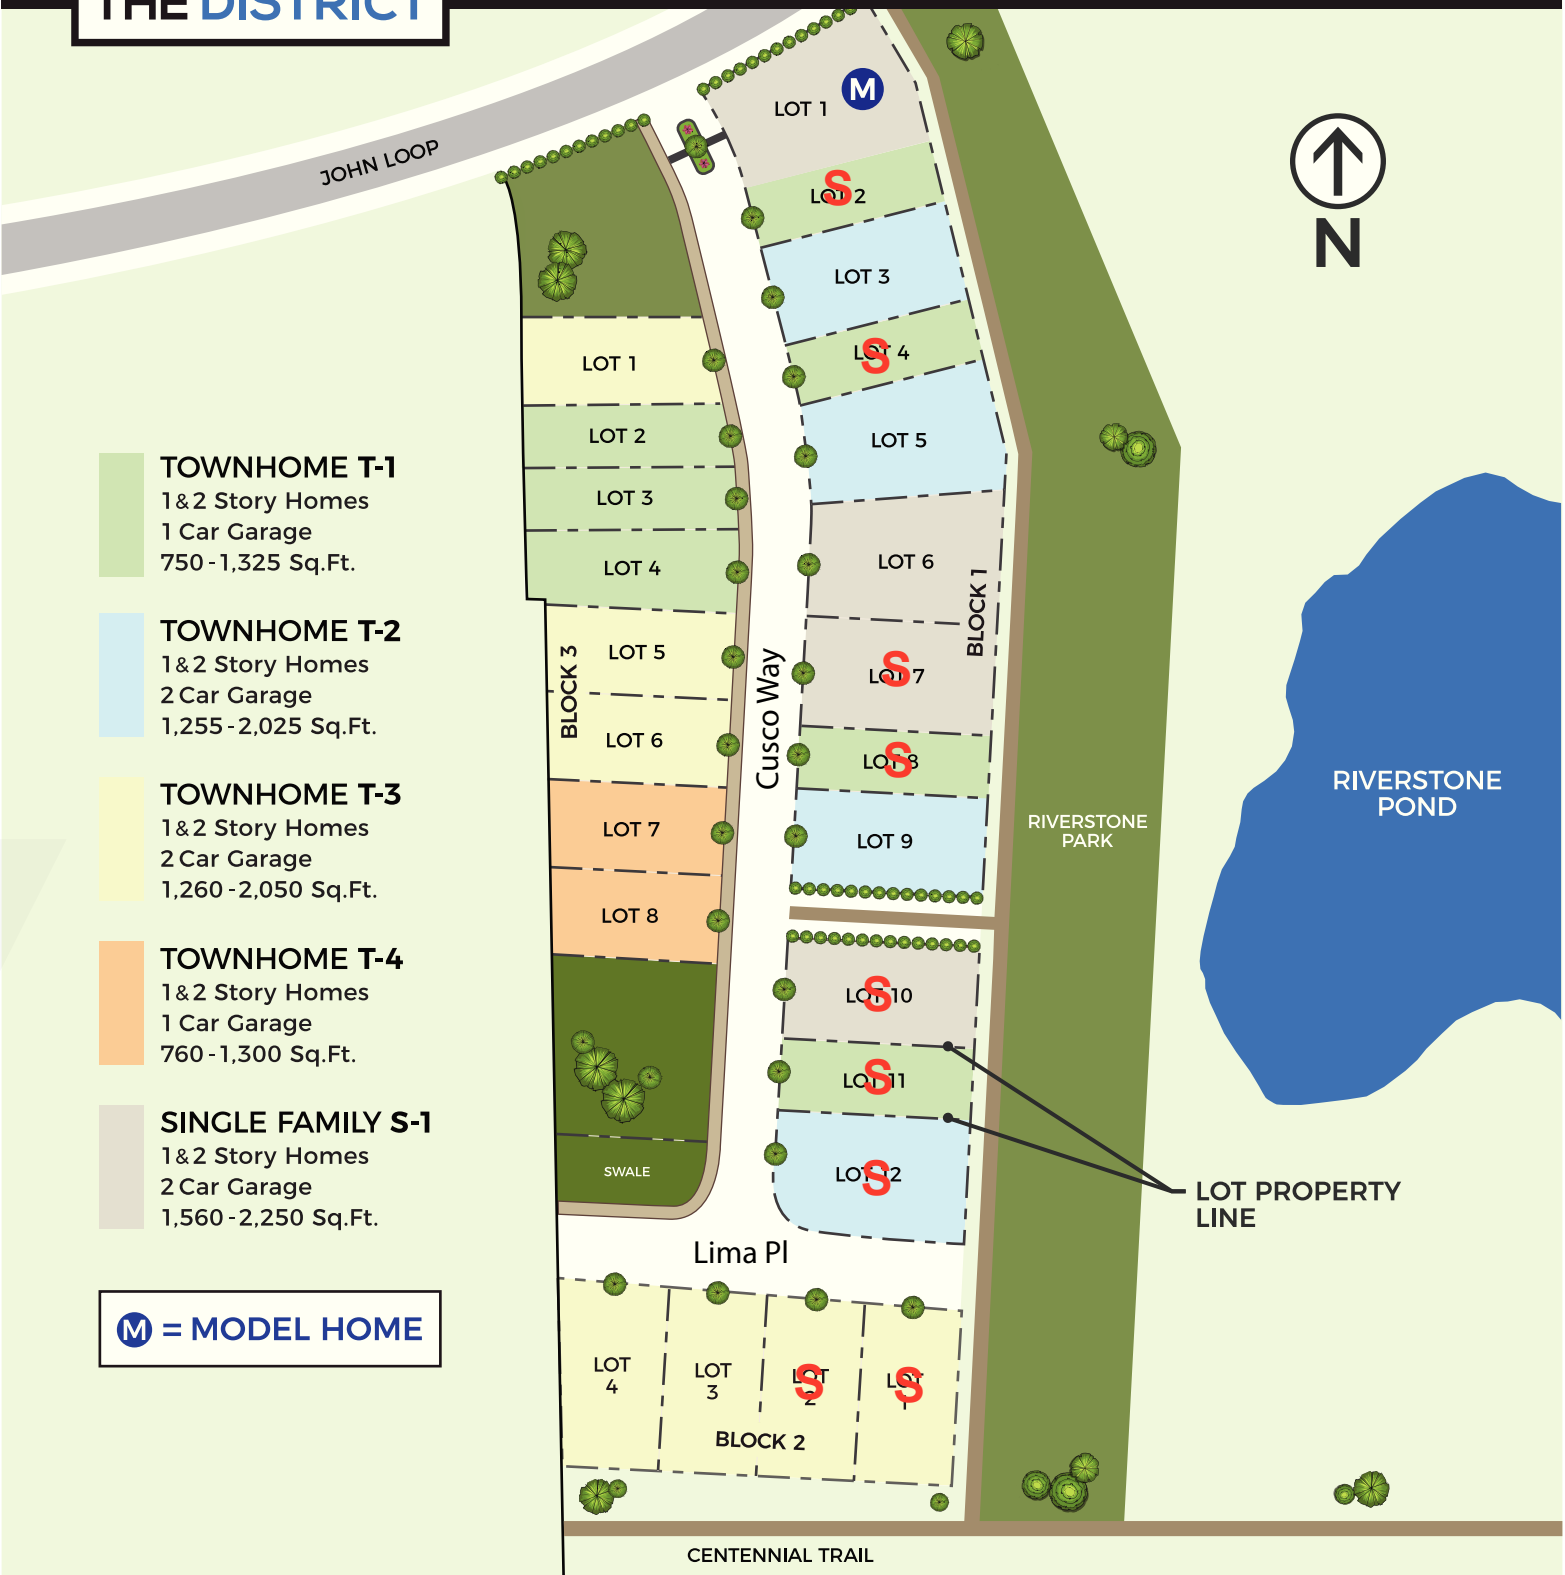 THE DISTRICT
JOHN LOOP
LOT 1
M
LOT 2
S
LOT 3
LOT 4
S
LOT 5
LOT 6
BLOCK 1
LOT 7
S
LOT 8
S
LOT 9
LOT 10
S
LOT 11
S
LOT 12
S
N
LOT 1
LOT 2
LOT 3
LOT 4
LOT 5
BLOCK 3
LOT 6
LOT 7
LOT 8
SWALE
Cusco Way
Lima Pl
TOWNHOME T-1
1&2 Story Homes
1 Car Garage
750-1,325 Sq.Ft.
TOWNHOME T-2
1&2 Story Homes
2 Car Garage
1,255-2,025 Sq.Ft.
TOWNHOME T-3
1&2 Story Homes
2 Car Garage
1,260-2,050 Sq.Ft.
TOWNHOME T-4
1&2 Story Homes
1 Car Garage
760-1,300 Sq.Ft.
SINGLE FAMILY S-1
1&2 Story Homes
2 Car Garage
1,560-2,250 Sq.Ft.
M = MODEL HOME
RIVERSTONE
PARK
RIVERSTONE
POND
LOT PROPERTY
LINE
LOT
4
LOT
3
LOT
2
S
LOT
1
S
BLOCK 2
CENTENNIAL TRAIL